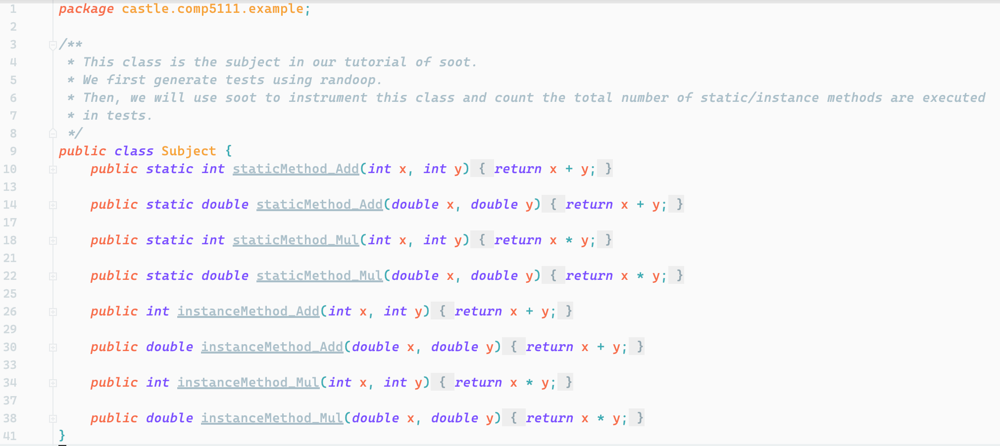 1 package castle.comp5111.example;
2
3 /**
4 * This class is the subject in our tutorial of soot.
5 * We first generate tests using randoop.
6 * Then, we will use soot to instrument this class and count the total number of static/instance methods are executed
7 * in tests.
8 */
9 public class Subject {
10 public static int staticMethod_Add(int x, int y) { return x + y; }
13
14 public static double staticMethod_Add(double x, double y) { return x + y; }
17
18 public static int staticMethod_Mul(int x, int y) { return x * y; }
21
22 public static double staticMethod_Mul(double x, double y) { return x * y; }
25
26 public int instanceMethod_Add(int x, int y) { return x + y; }
29
30 public double instanceMethod_Add(double x, double y) { return x + y; }
33
34 public int instanceMethod_Mul(int x, int y) { return x * y; }
37
38 public double instanceMethod_Mul(double x, double y) { return x * y; }
41 }